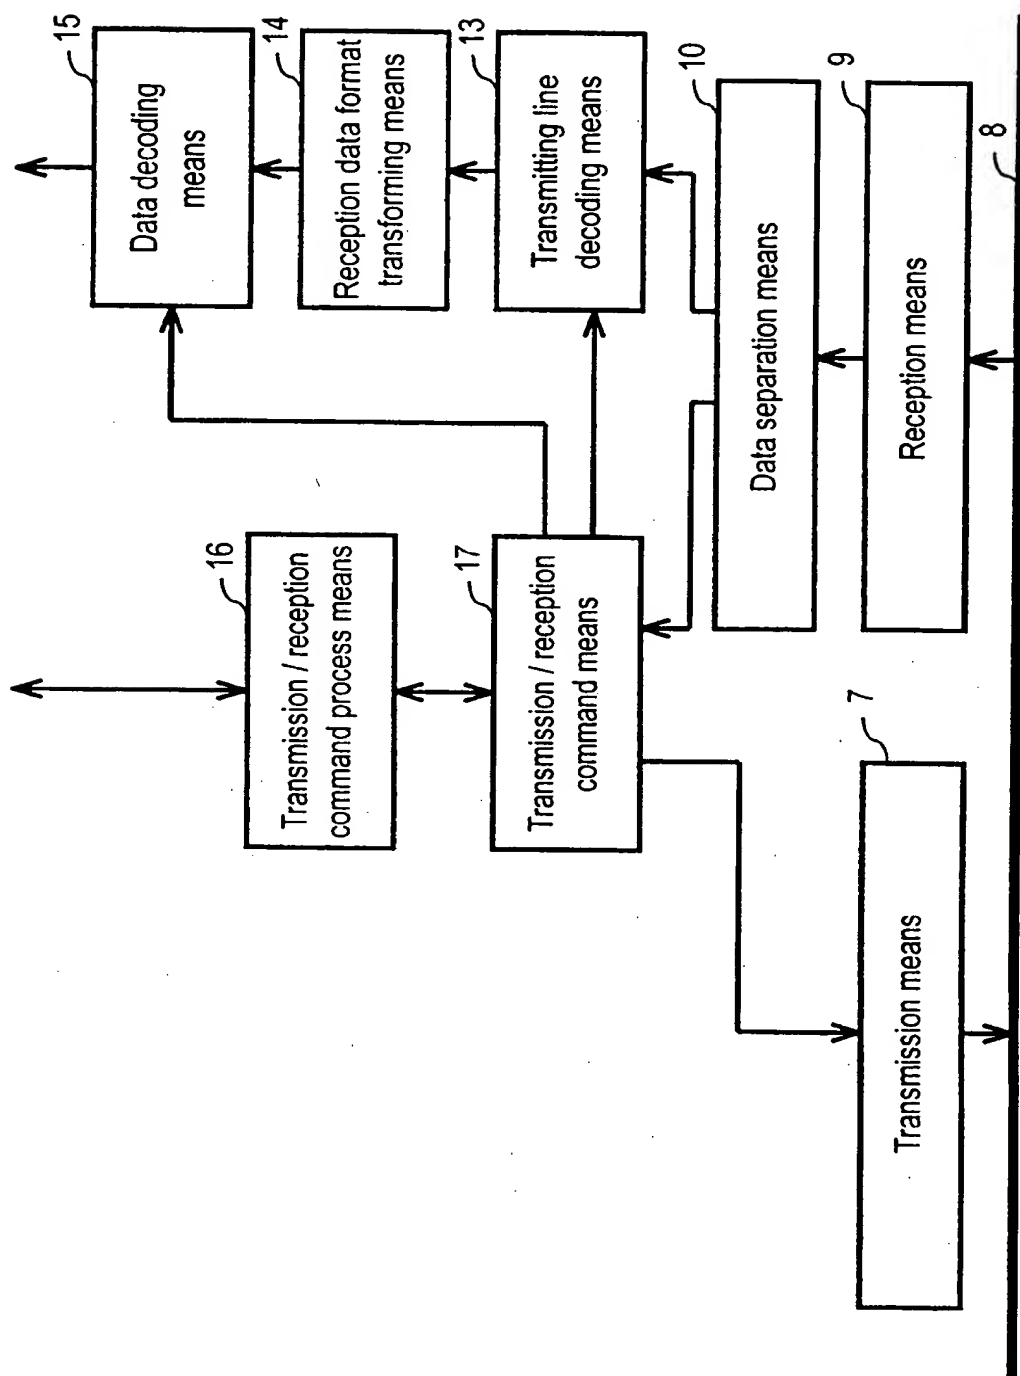 15
Data decoding
means
14
Reception data format
transforming means
13
Transmitting line
decoding means
10
Data separation means
9
Reception means
8
16
Transmission / reception
command process means
17
Transmission / reception
command means
7
Transmission means